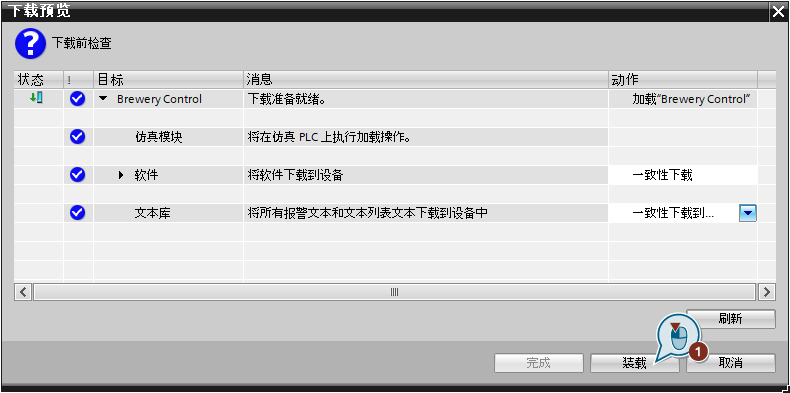 下载预览
下载前检查
状态 ! 目标 消息 动作
Brewery Control 下载准备就绪。 加载“Brewery Control”
仿真模块 将在仿真 PLC 上执行加载操作。
软件 将软件下载到设备 一致性下载
文本库 将所有报警文本和文本列表文本下载到设备中 一致性下载到...
刷新
1
完成 装载 取消